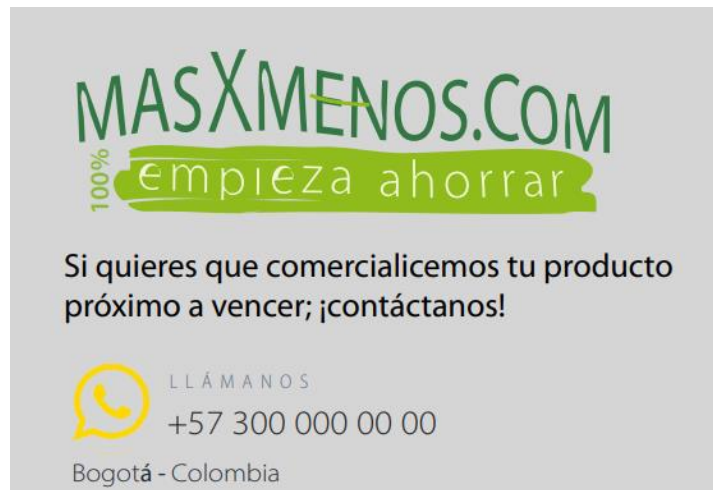 MASXMENOS.COM
100% empieza ahorrar
Si quieres que comercialicemos tu producto
próximo a vencer; ¡contáctanos!
LLÁMANOS
+57 300 000 00 00
Bogotá - Colombia